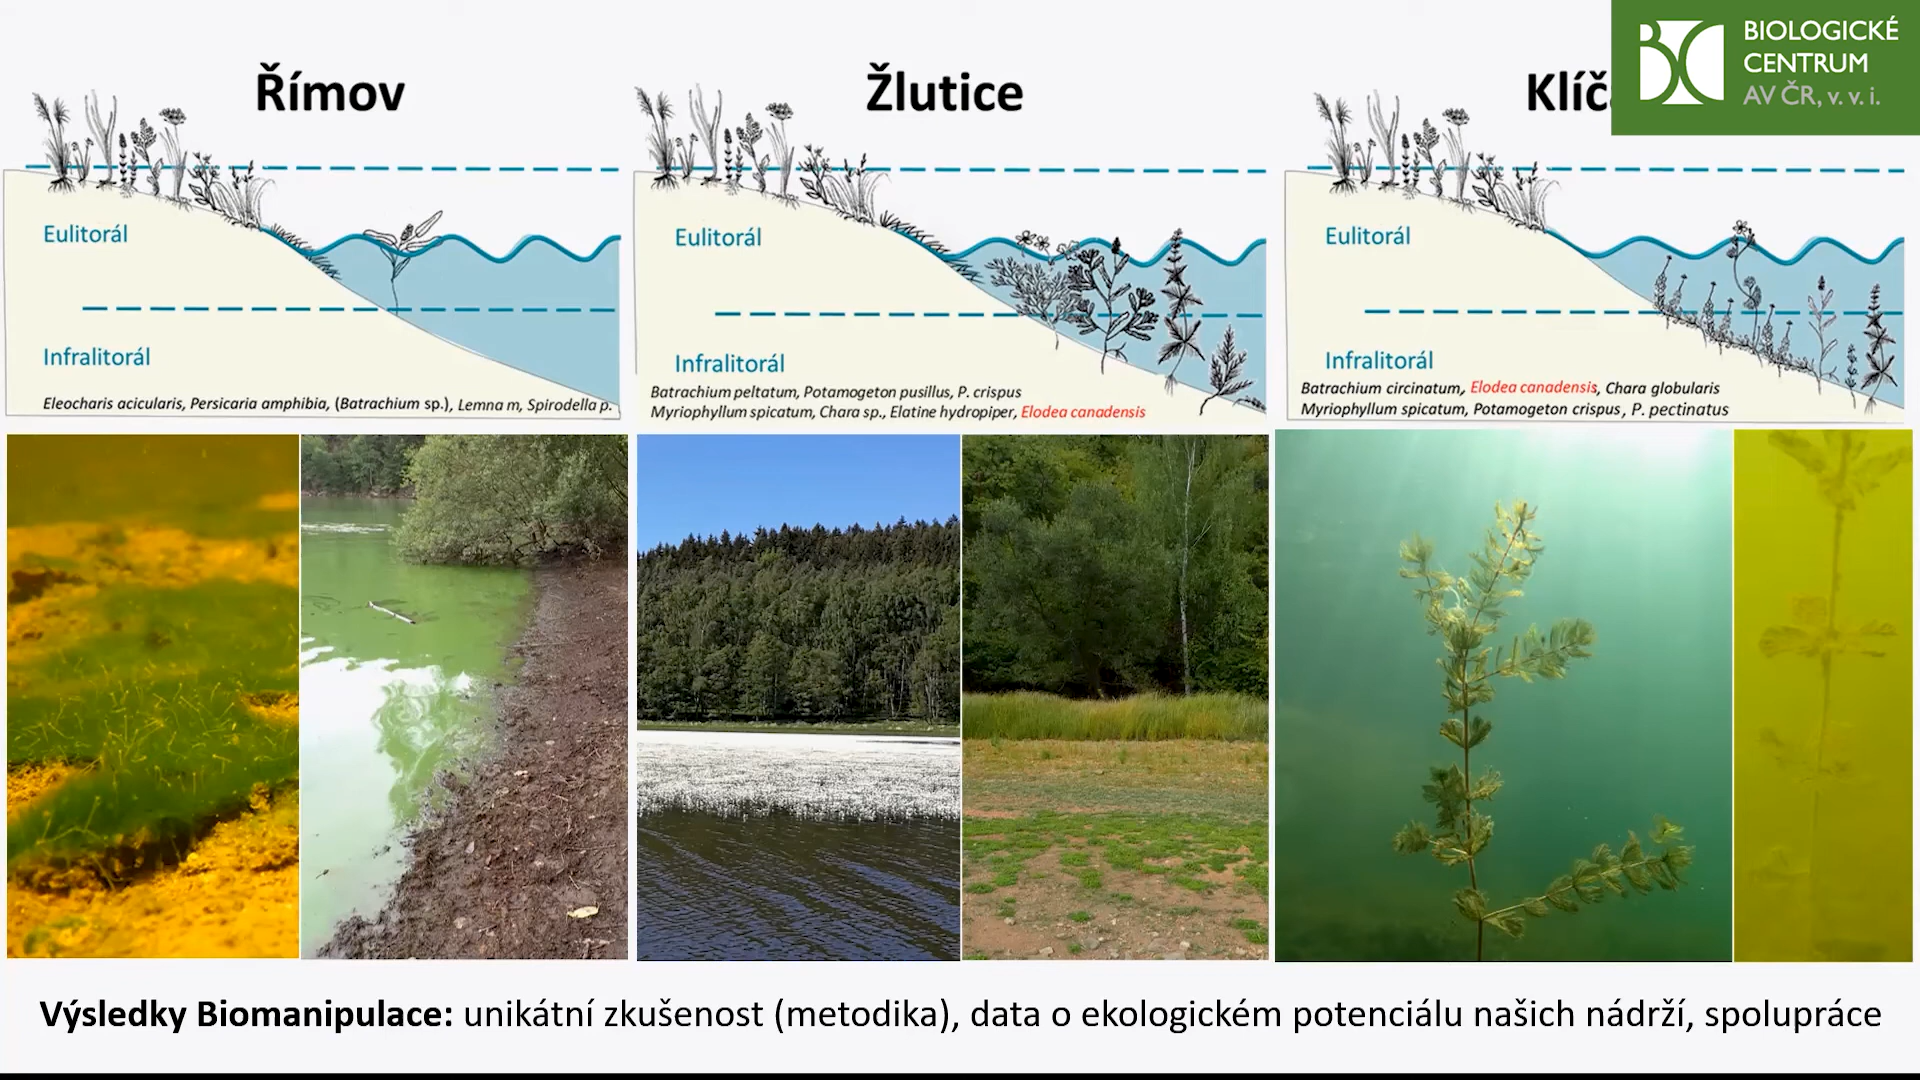 Římov
Eulitorál
Infralitorál
Eleocharis acicularis, Persicaria amphibia, (Batrachium sp.), Lemna m, Spirodella p.
Žlutice
Eulitorál
Infralitorál
Batrachium peltatum, Potamogeton pusillus, P. crispus
Myriophyllum spicatum, Chara sp., Elatine hydropiper, Elodea canadensis
Eulitorál
Infralitorál
Batrachium circinatum, Elodea canadensis, Chara globularis
Myriophyllum spicatum, Potamogeton crispus, P. pectinatus
BIOLOGICKÉ
CENTRUM
AV ČR, v. v. i.
Výsledky Biomanipulace: unikátní zkušenost (metodika), data o ekologickém potenciálu našich nádrží, spolupráce